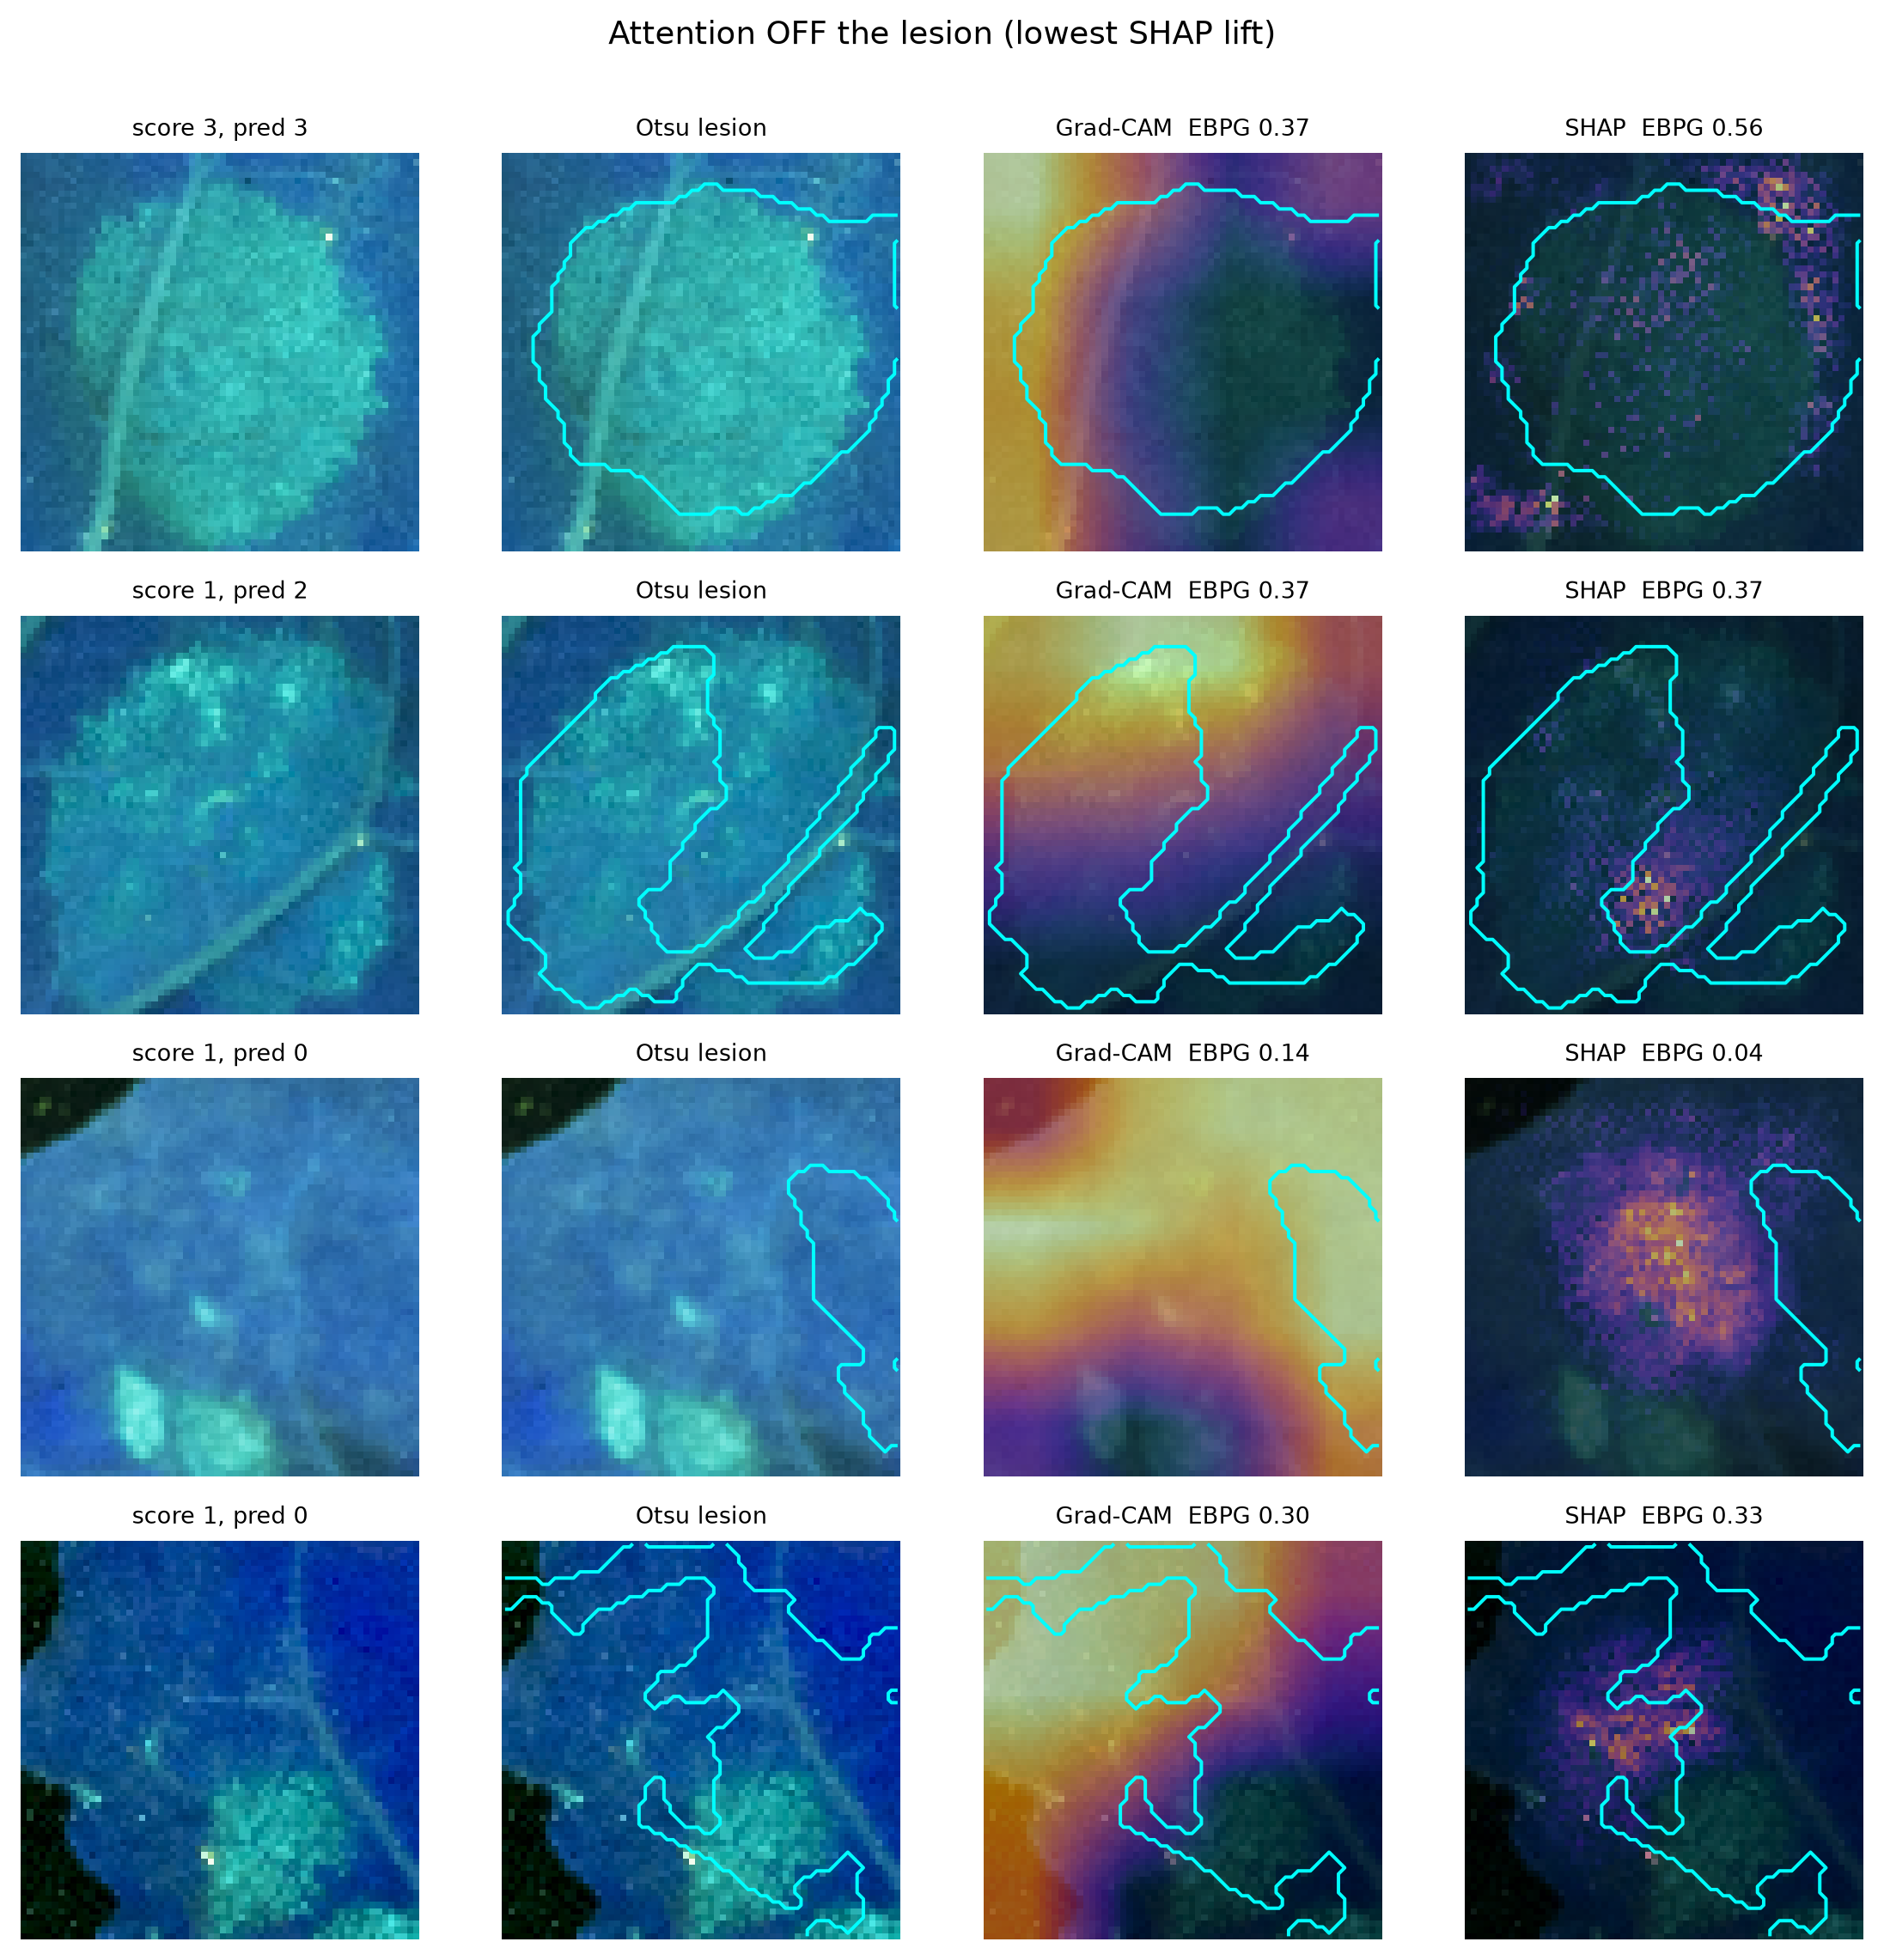 Attention OFF the lesion (lowest SHAP lift)
score 3, pred 3
Otsu lesion
Grad-CAM  EBPG 0.37
SHAP  EBPG 0.56
score 1, pred 2
Otsu lesion
Grad-CAM  EBPG 0.37
SHAP  EBPG 0.37
score 1, pred 0
Otsu lesion
Grad-CAM  EBPG 0.14
SHAP  EBPG 0.04
score 1, pred 0
Otsu lesion
Grad-CAM  EBPG 0.30
SHAP  EBPG 0.33